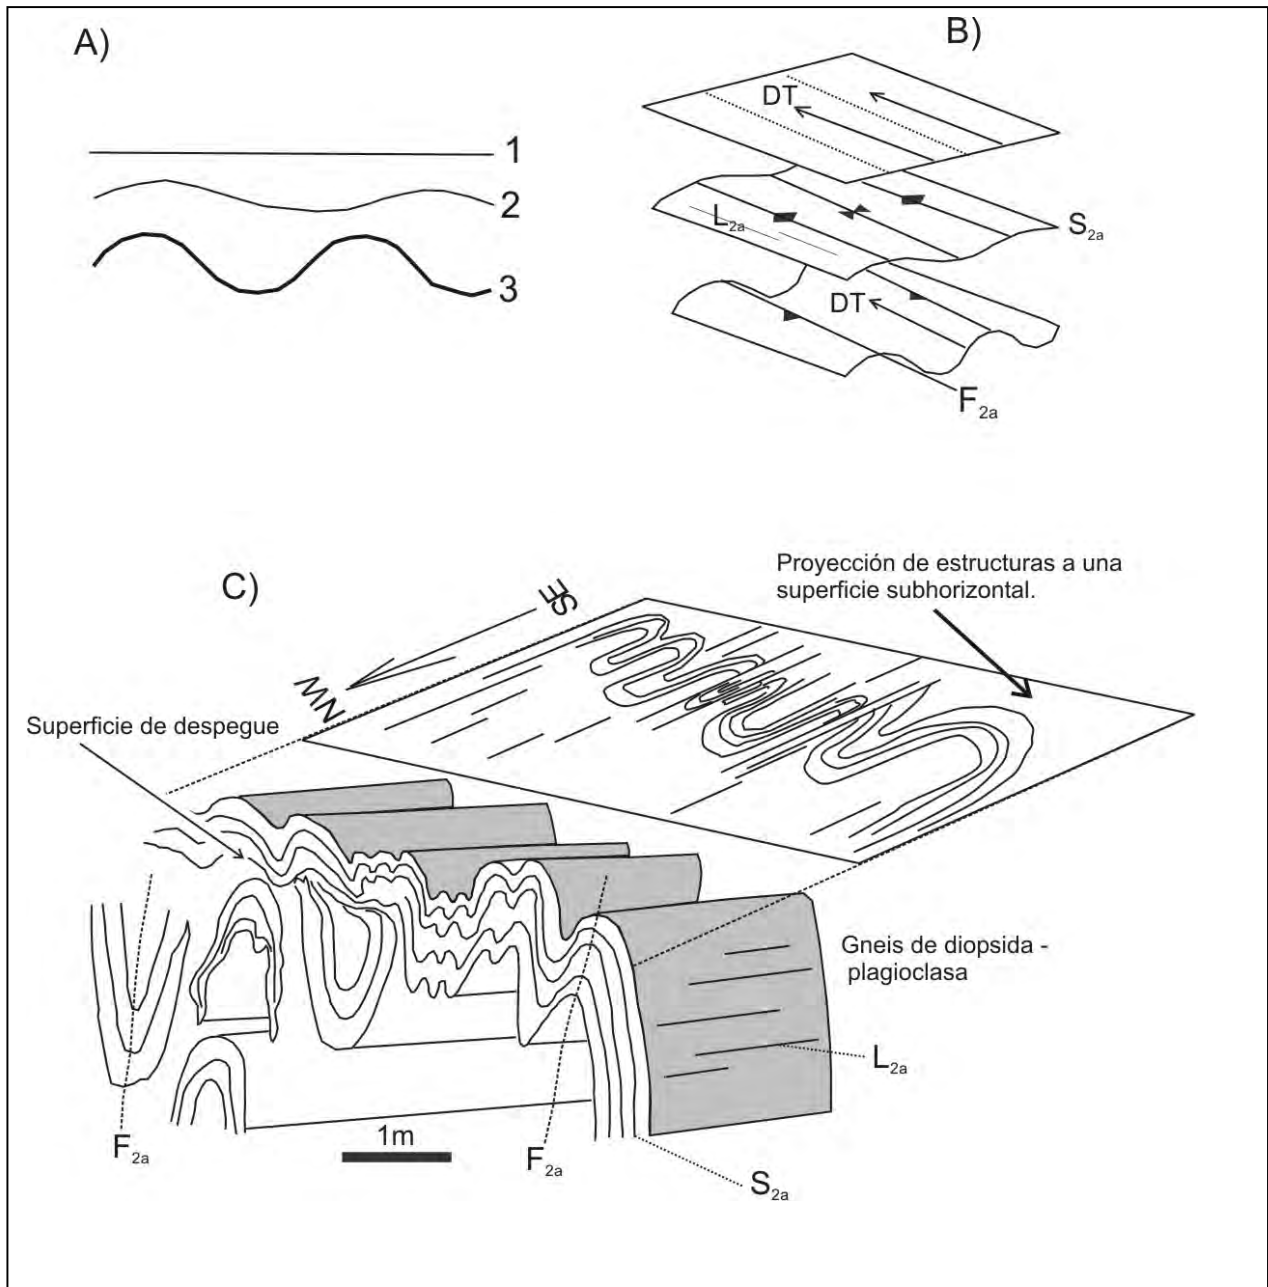 A)
1
2
3
B)
DT
L2a
S2a
DT
F2a
C)
SE
NW
Proyección de estructuras a una
superficie subhorizontal.
Superficie de despegue
Gneis de diopsida -
plagioclasa
L2a
F2a
1m
F2a
S2a